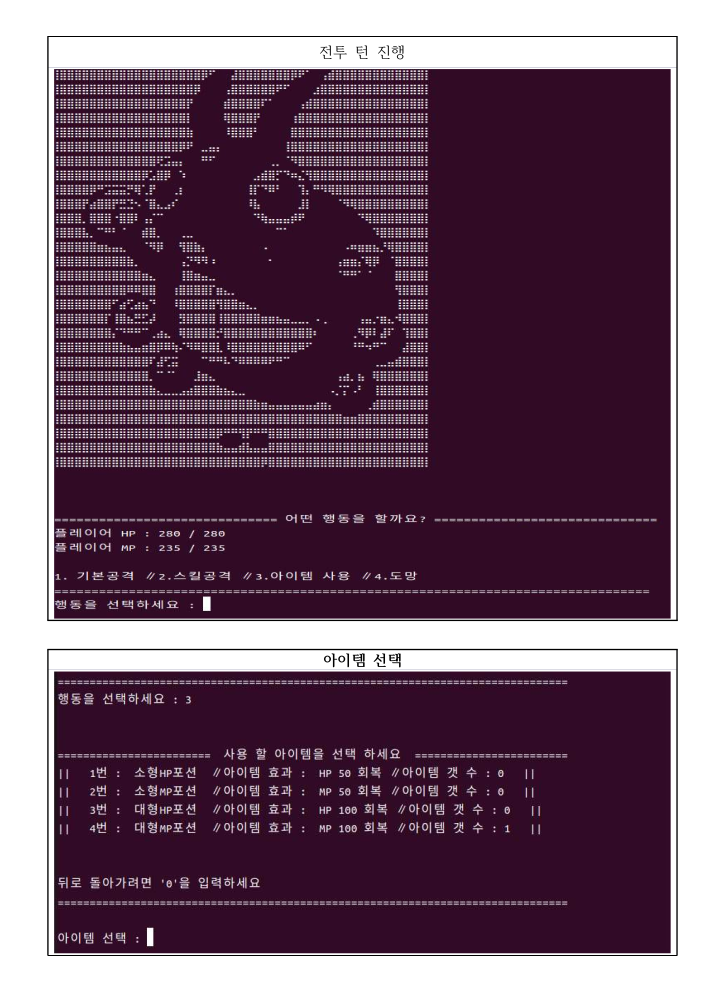 전투 턴 진행
============================== 어떤 행동을 할까요? ==============================
플레이어 HP : 280 / 280
플레이어 MP : 235 / 235
1. 기본공격 //2.스킬공격 //3.아이템 사용 //4.도망
================================================================================
행동을 선택하세요 :
아이템 선택
================================================================================
행동을 선택하세요 : 3
======================== 사용 할 아이템을 선택 하세요 ========================
|| 1번 : 소형HP포션 //아이템 효과 : HP 50 회복 //아이템 갯 수 : 0 ||
|| 2번 : 소형MP포션 //아이템 효과 : MP 50 회복 //아이템 갯 수 : 0 ||
|| 3번 : 대형HP포션 //아이템 효과 : HP 100 회복 //아이템 갯 수 : 0 ||
|| 4번 : 대형MP포션 //아이템 효과 : MP 100 회복 //아이템 갯 수 : 1 ||
뒤로 돌아가려면 '0'을 입력하세요
================================================================================
아이템 선택 :